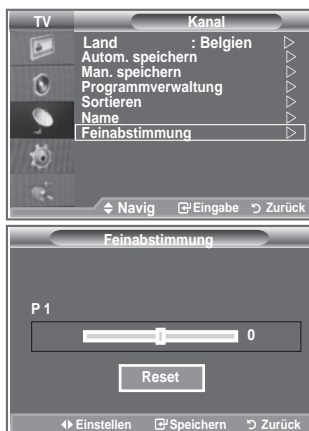 TV Kanal
Land : Belgien
Autom. speichern
Man. speichern
Programmverwaltung
Sortieren
Name
Feinabstimmung
Navig Eingabe Zurück
Feinabstimmung
P 1
0
Reset
Einstellen Speichern Zurück